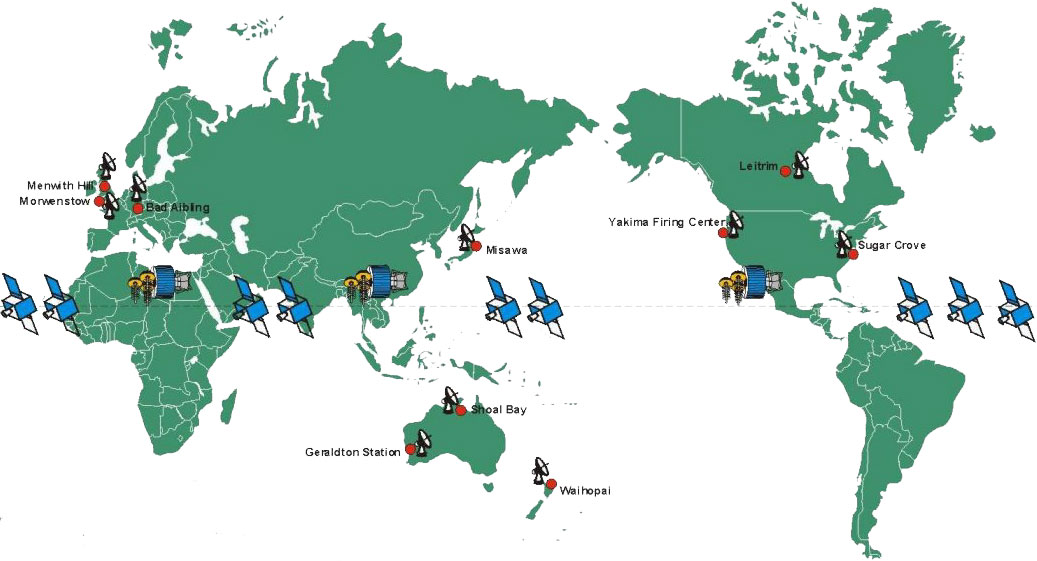 Leitrim
Menwith Hill
Morwenstow
Bad Aibling
Yakima Firing Center
Misawa
Sugar Crove
Shoal Bay
Geraldton Station
Waihopai